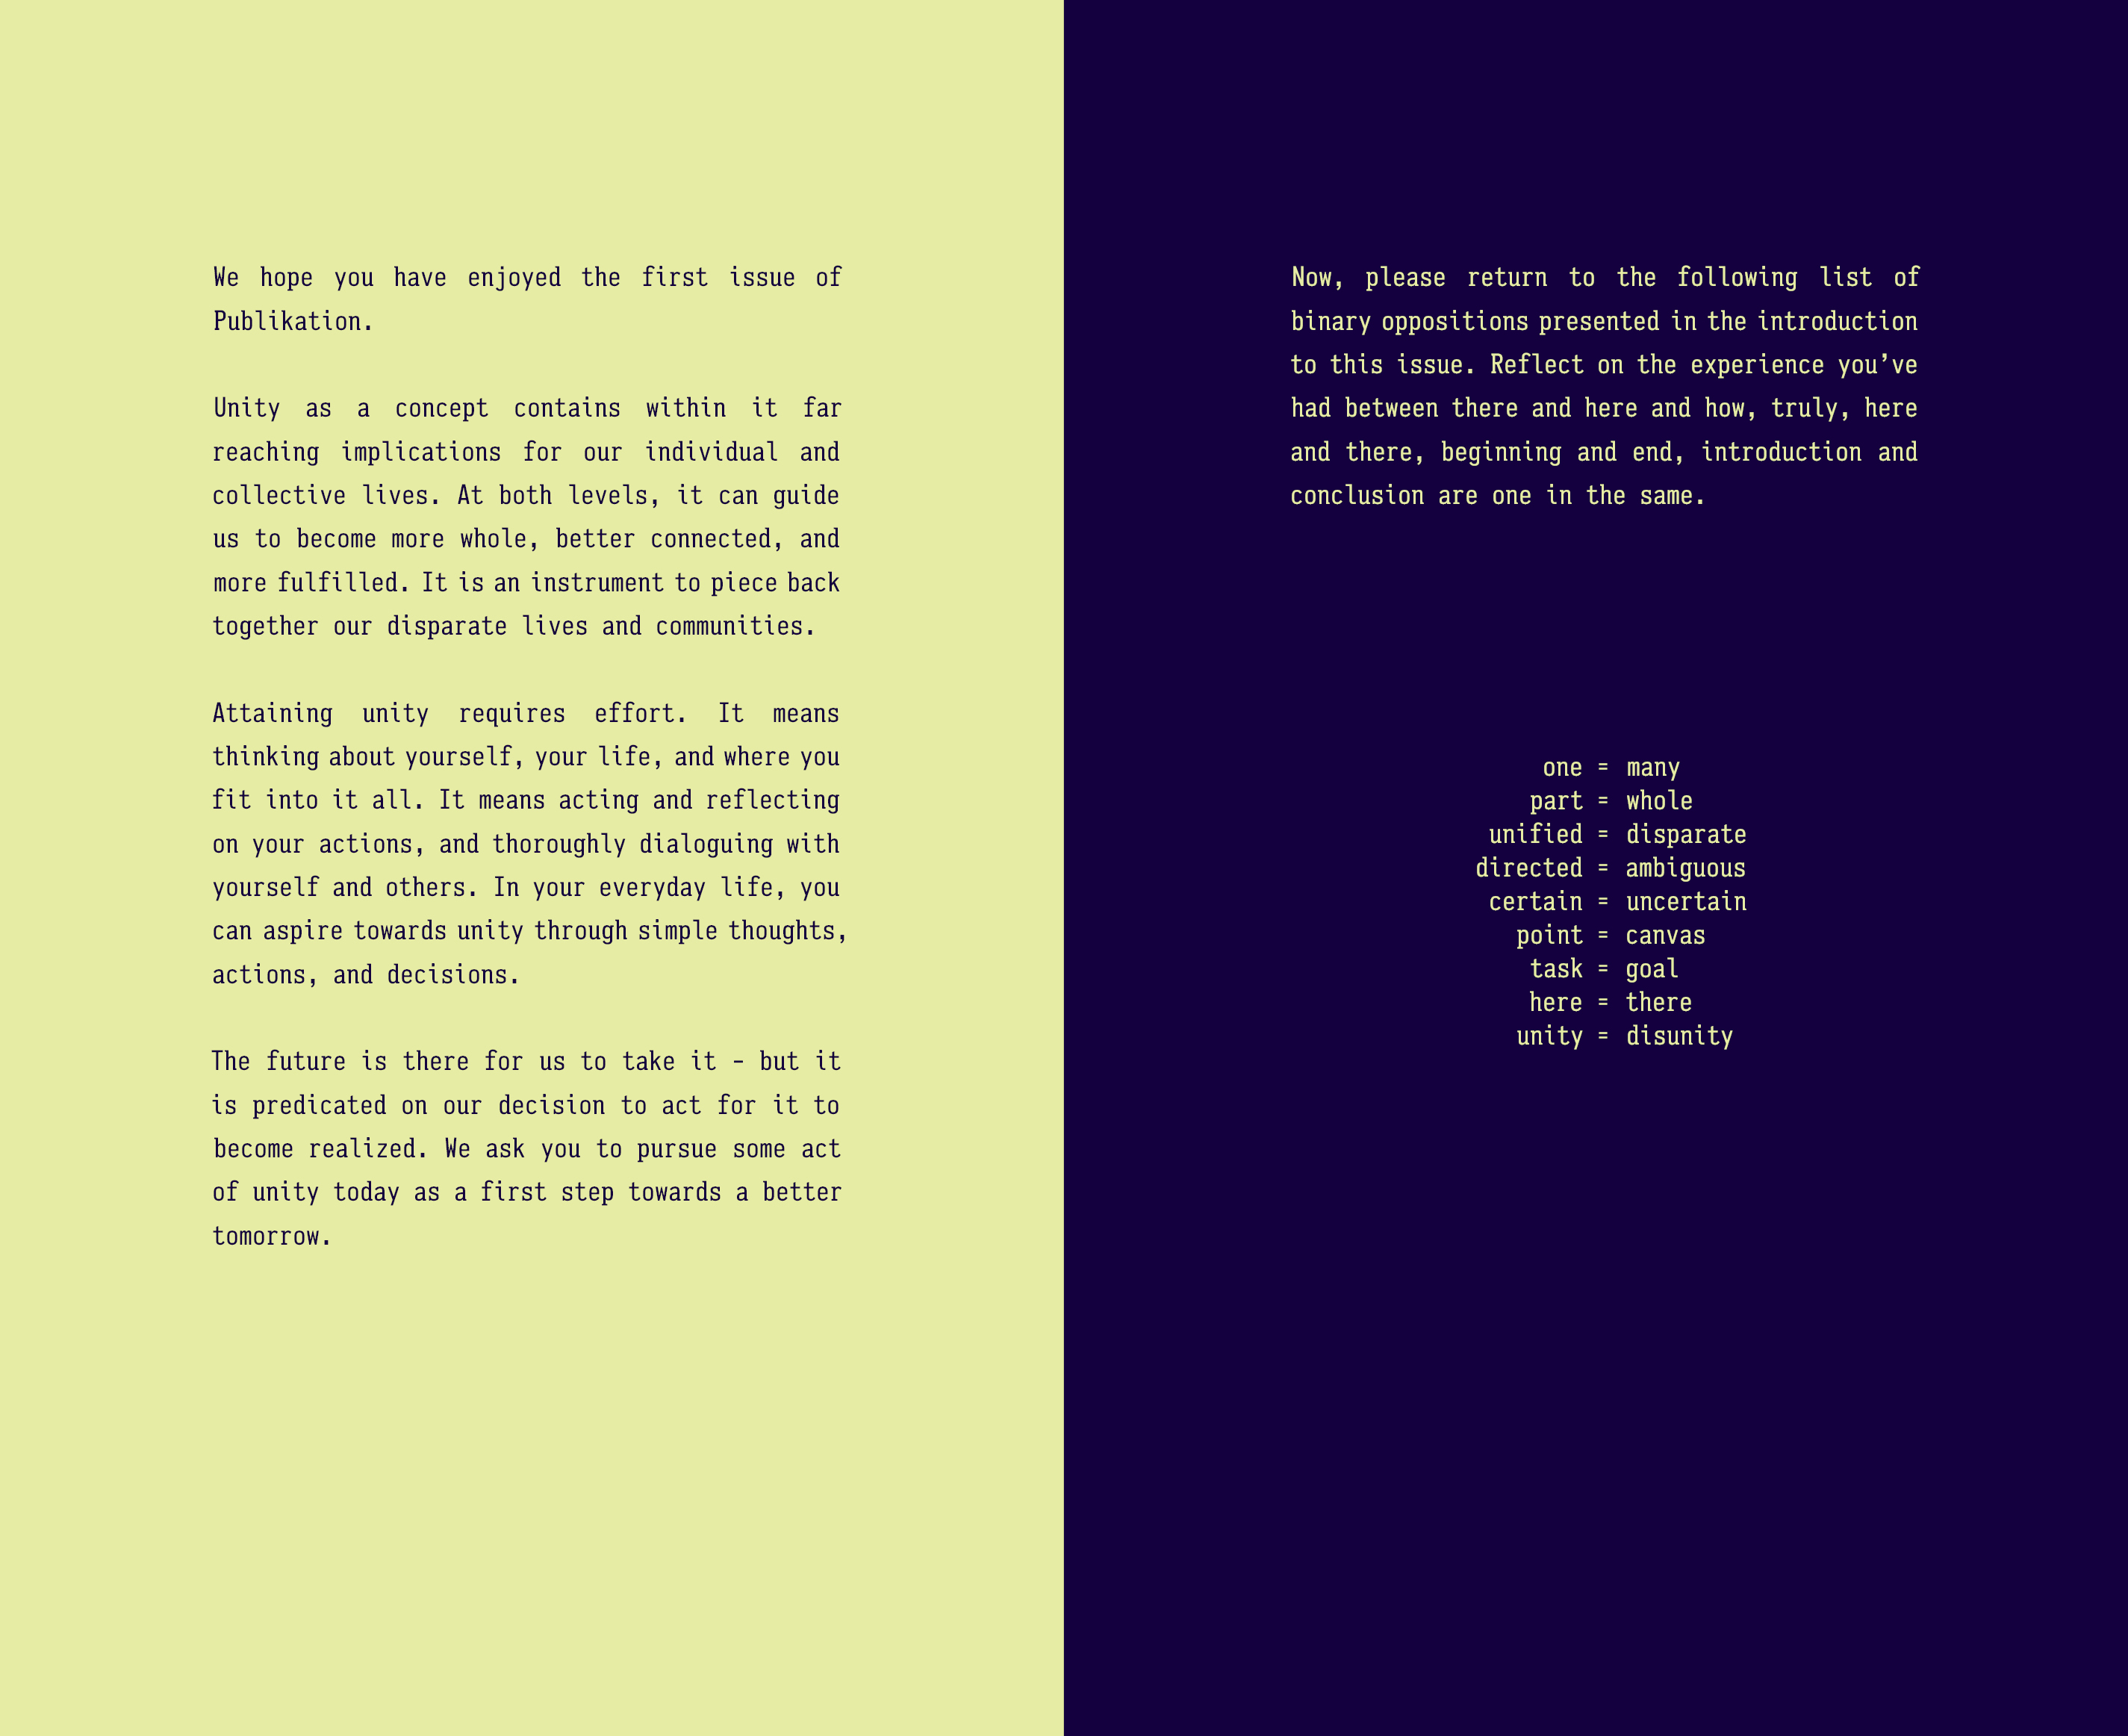 We hope you have enjoyed the first issue of
Publikation.
Unity as a concept contains within it far
reaching implications for our individual and
collective lives. At both levels, it can guide
us to become more whole, better connected, and
more fulfilled. It is an instrument to piece back
together our disparate lives and communities.
Attaining unity requires effort. It means
thinking about yourself, your life, and where you
fit into it all. It means acting and reflecting
on your actions, and thoroughly dialoguing with
yourself and others. In your everyday life, you
can aspire towards unity through simple thoughts,
actions, and decisions.
The future is there for us to take it – but it
is predicated on our decision to act for it to
become realized. We ask you to pursue some act
of unity today as a first step towards a better
tomorrow.
Now, please return to the following list of
binary oppositions presented in the introduction
to this issue. Reflect on the experience you’ve
had between there and here and how, truly, here
and there, beginning and end, introduction and
conclusion are one in the same.
one = many
part = whole
unified = disparate
directed = ambiguous
certain = uncertain
point = canvas
task = goal
here = there
unity = disunity